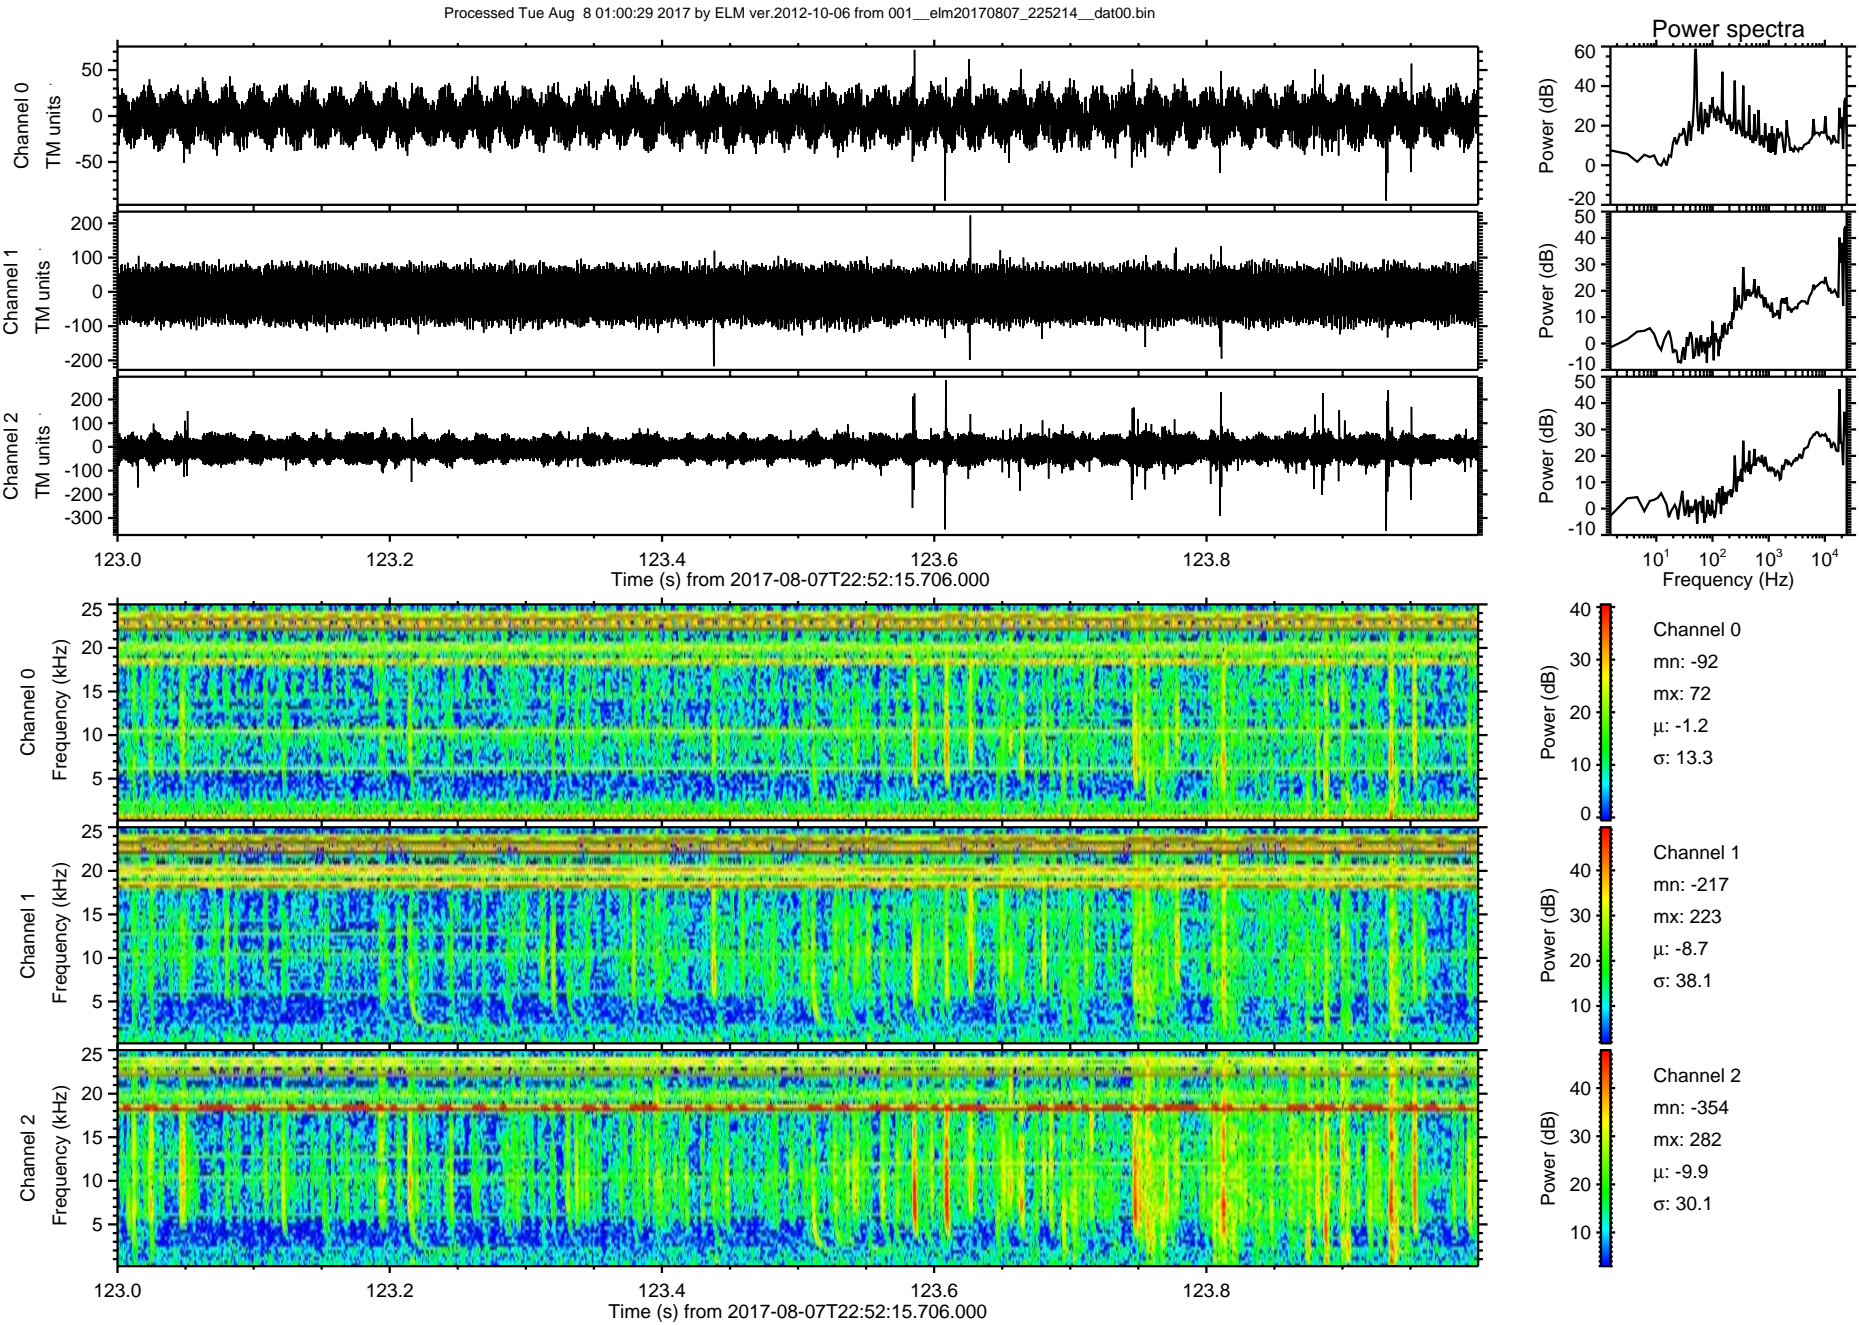 Processed Tue Aug  8 01:00:29 2017 by ELM ver.2012-10-06 from 001__elm20170807_225214__dat00.bin
Power spectra
Channel 0
TM units
50
0
-50
Power (dB)
60
40
20
0
-20
Channel 1
TM units
200
100
0
-100
-200
Power (dB)
50
40
30
20
10
0
-10
Channel 2
TM units
200
100
0
-100
-200
-300
Power (dB)
50
40
30
20
10
0
-10
123.0 123.2 123.4 123.6 123.8
Time (s) from 2017-08-07T22:52:15.706.000
10^1 10^2 10^3 10^4
Frequency (Hz)
Channel 0
Frequency (kHz)
25
20
15
10
5
Power (dB)
40
30
20
10
0
Channel 0
mn: -92
mx: 72
μ: -1.2
σ: 13.3
Channel 1
Frequency (kHz)
25
20
15
10
5
Power (dB)
40
30
20
10
Channel 1
mn: -217
mx: 223
μ: -8.7
σ: 38.1
Channel 2
Frequency (kHz)
25
20
15
10
5
Power (dB)
40
30
20
10
Channel 2
mn: -354
mx: 282
μ: -9.9
σ: 30.1
123.0 123.2 123.4 123.6 123.8
Time (s) from 2017-08-07T22:52:15.706.000